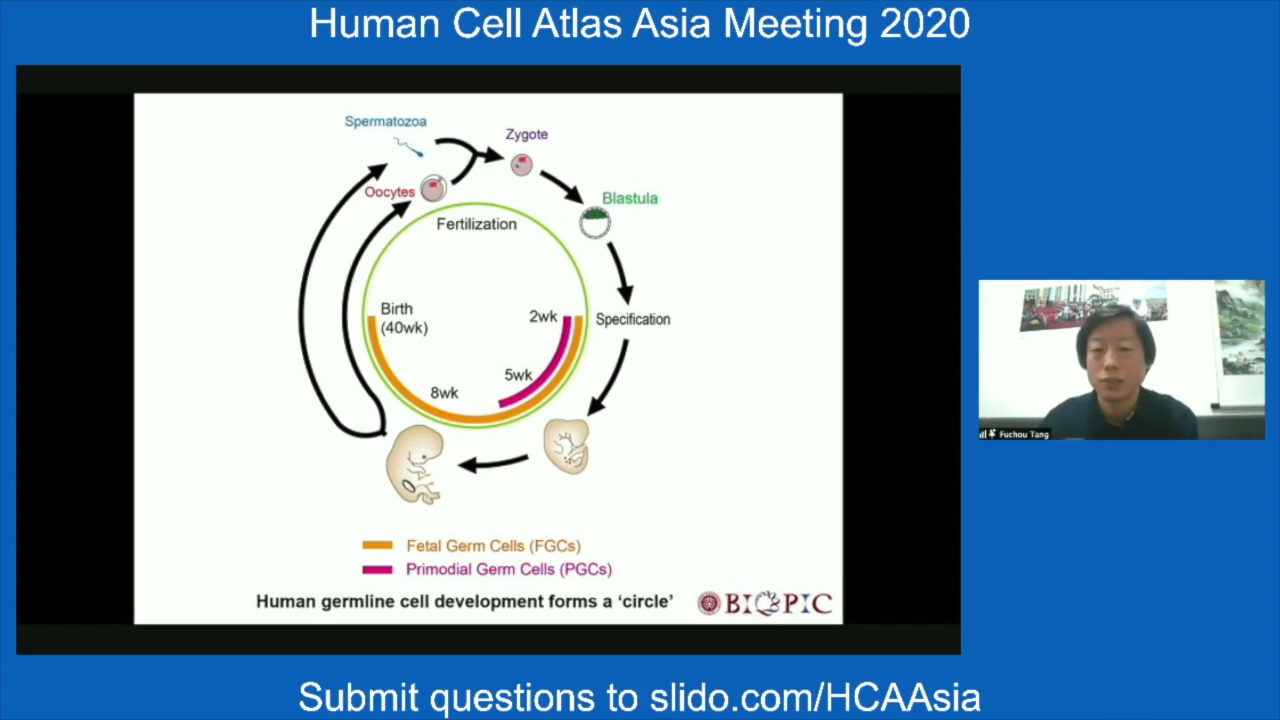 Human Cell Atlas Asia Meeting 2020
Spermatozoa
Zygote
Oocytes
Blastula
Fertilization
Birth
(40wk)
2wk
Specification
5wk
8wk
Fetal Germ Cells (FGCs)
Primodial Germ Cells (PGCs)
Human germline cell development forms a ‘circle’
BIOPIC
Fuchou Tang
Submit questions to slido.com/HCAAsia